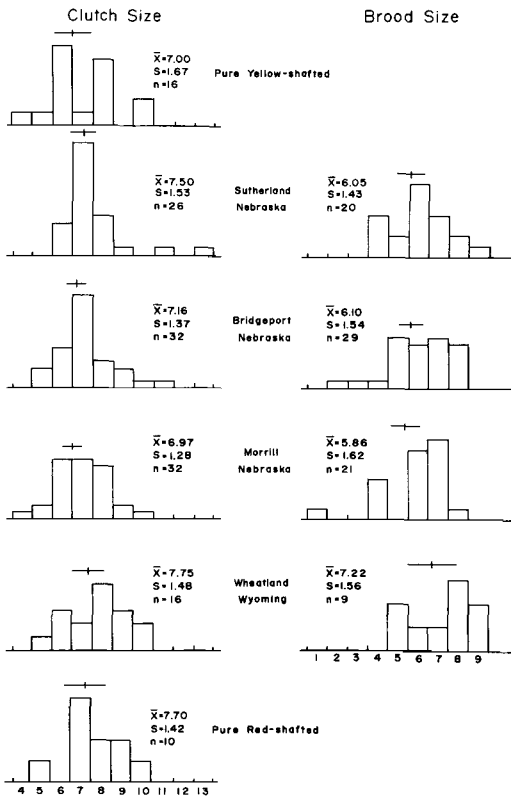 Clutch Size
Brood Size
X̄=7.00
S=1.67
n=16
Pure Yellow-shafted
X̄=7.50
S=1.53
n=26
Sutherland
Nebraska
X̄=6.05
S=1.43
n=20
X̄=7.16
S=1.37
n=32
Bridgeport
Nebraska
X̄=6.10
S=1.54
n=29
X̄=6.97
S=1.28
n=32
Morrill
Nebraska
X̄=5.86
S=1.62
n=21
X̄=7.75
S=1.48
n=16
Wheatland
Wyoming
X̄=7.22
S=1.56
n=9
1 2 3 4 5 6 7 8 9
X̄=7.70
S=1.42
n=10
Pure Red-shafted
4 5 6 7 8 9 10 11 12 13